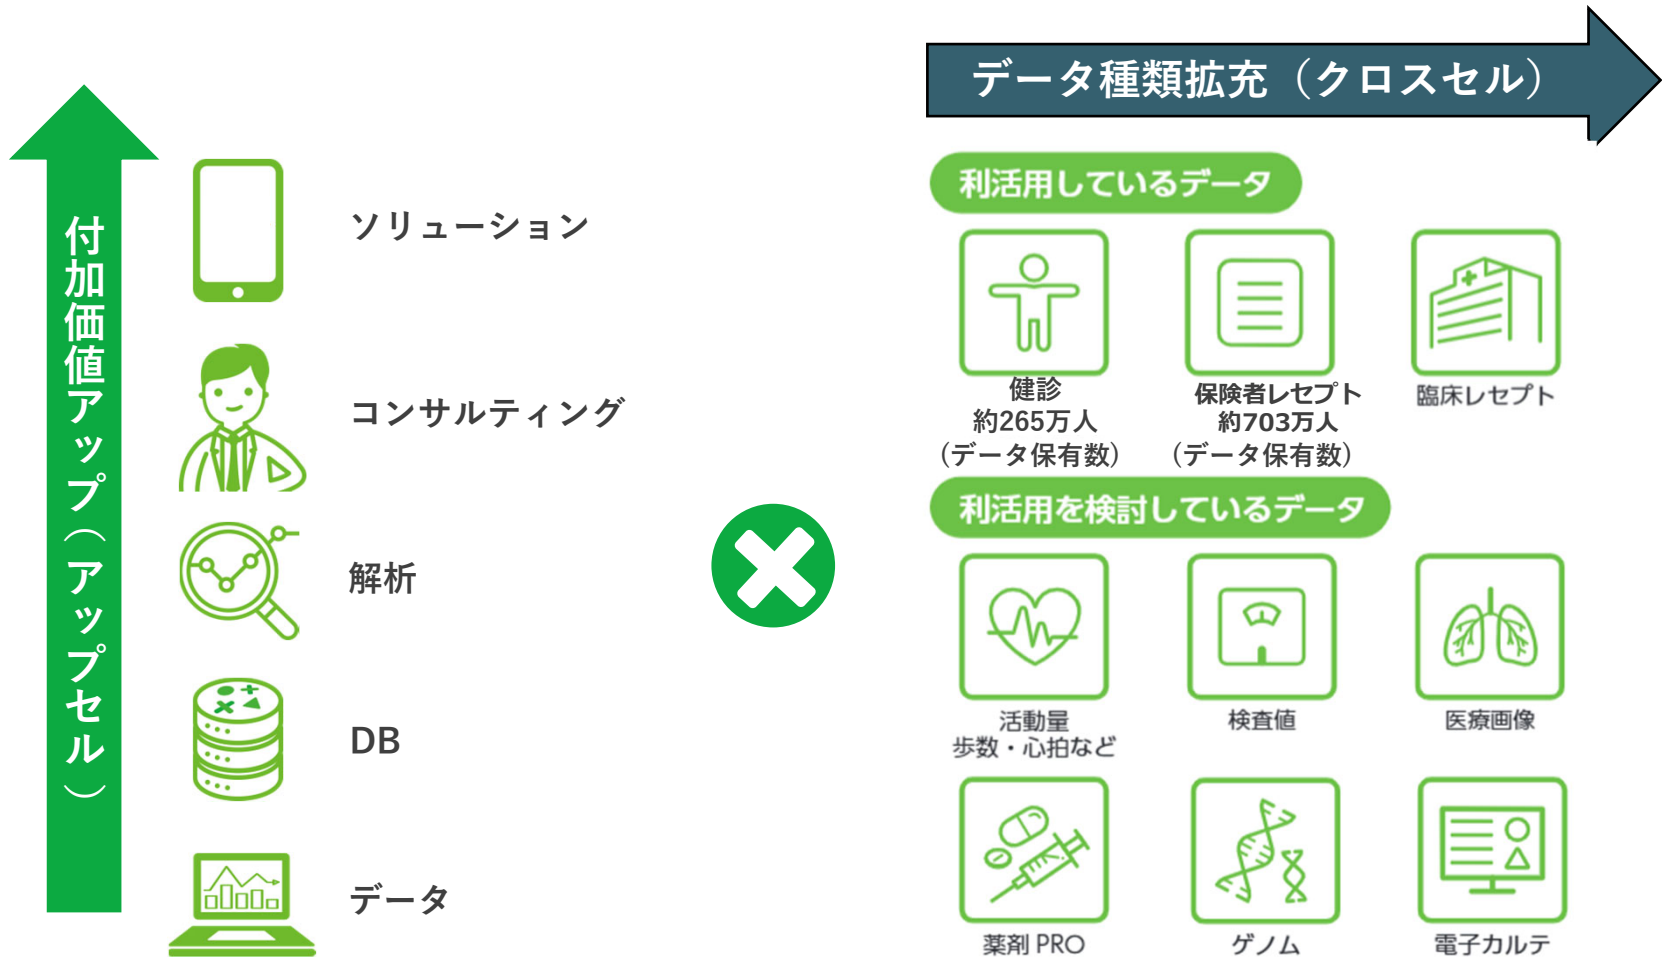 データ種類拡充（クロスセル）
付加価値アップ（アップセル）
ソリューション
コンサルティング
解析
DB
データ
利活用しているデータ
健診
約265万人
（データ保有数）
保険者レセプト
約703万人
（データ保有数）
臨床レセプト
利活用を検討しているデータ
活動量
歩数・心拍など
検査値
医療画像
薬剤 PRO
ゲノム
電子カルテ